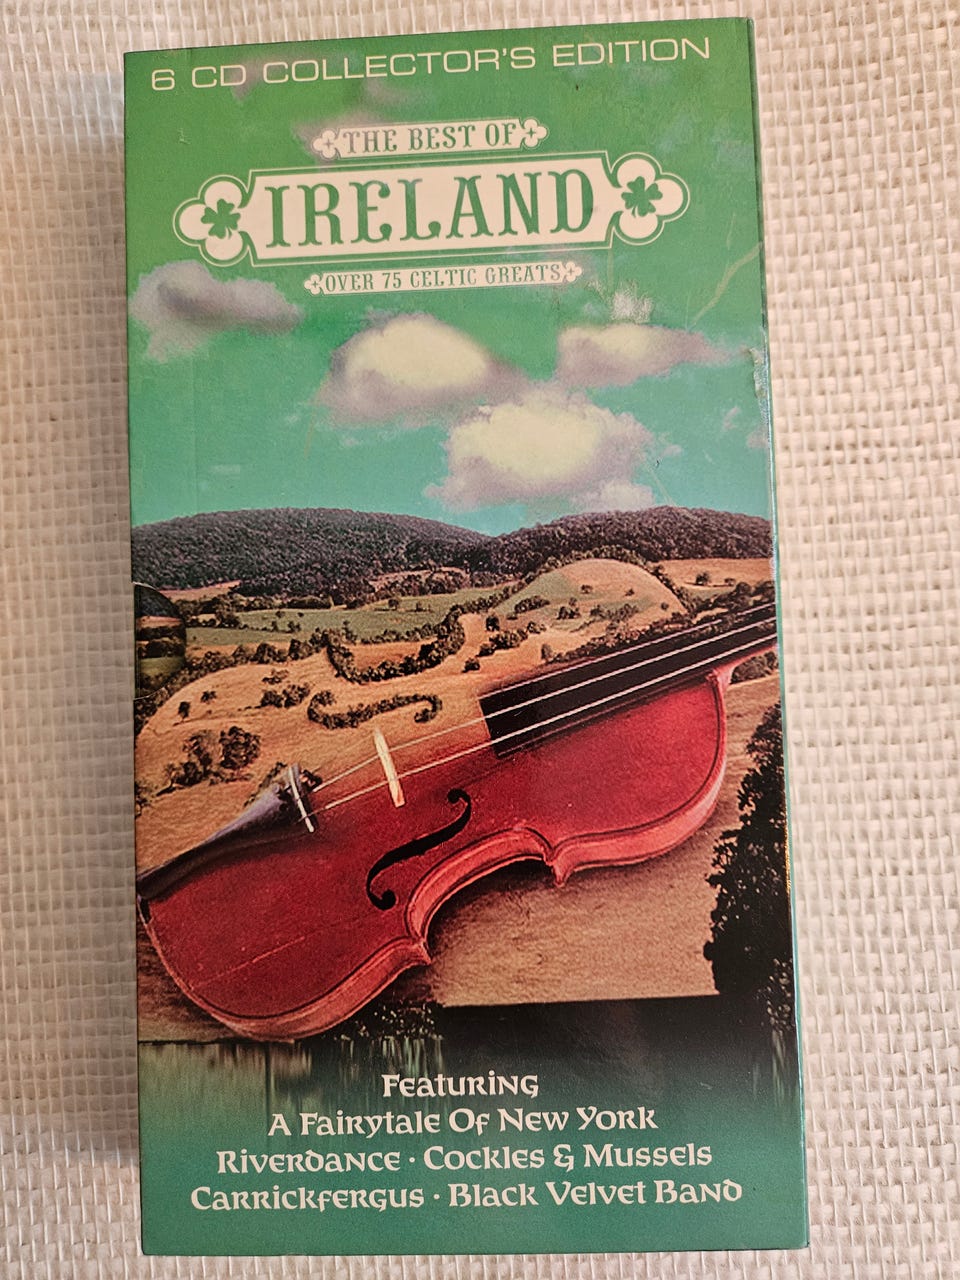 6 CD COLLECTOR'S EDITION
THE BEST OF
IRELAND
OVER 75 CELTIC GREATS
Featuring
A Fairytale Of New York
Riverdance · Cockles & Mussels
Carrickfergus · Black Velvet Band